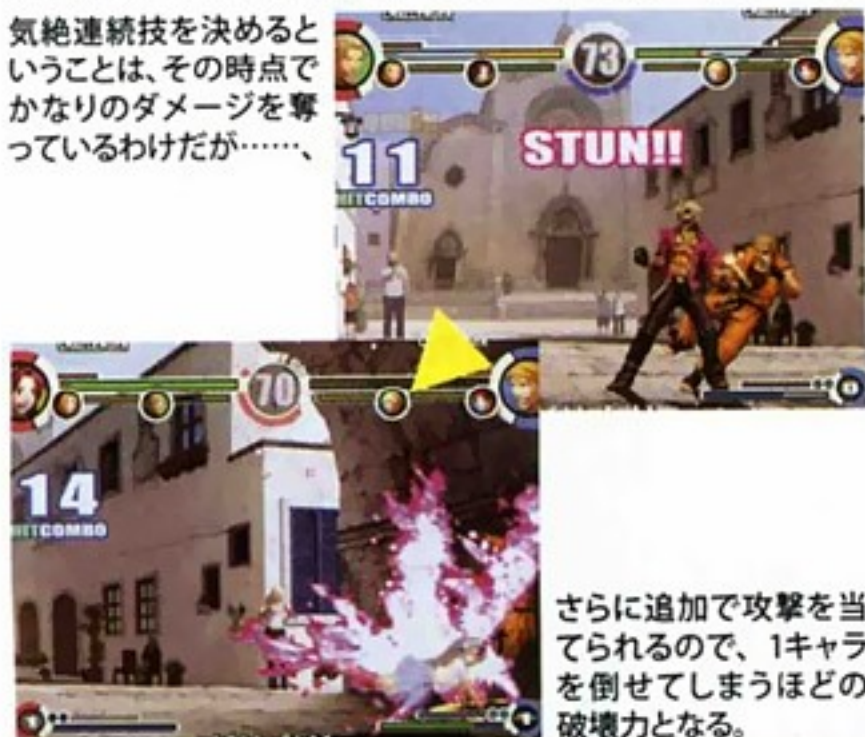 気絶連続技を決めると
いうことは、その時点で
かなりのダメージを奪
っているわけだが……、
73
11
HITCOMBO
STUN!!
70
14
HITCOMBO
さらに追加で攻撃を当
てられるので、1キャラ
を倒せてしまうほどの
破壊力となる。